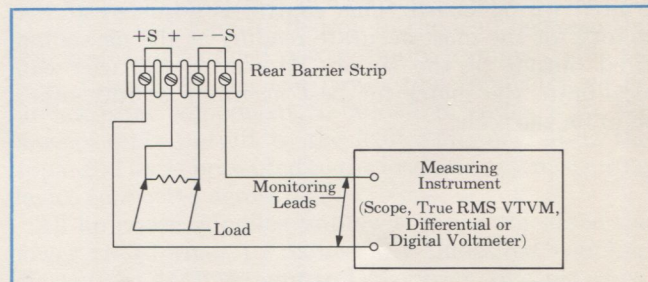 +S + − −S
Rear Barrier Strip
Measuring
Instrument
(Scope, True RMS VTVM,
Differential or
Digital Voltmeter)
Monitoring
Leads
Load